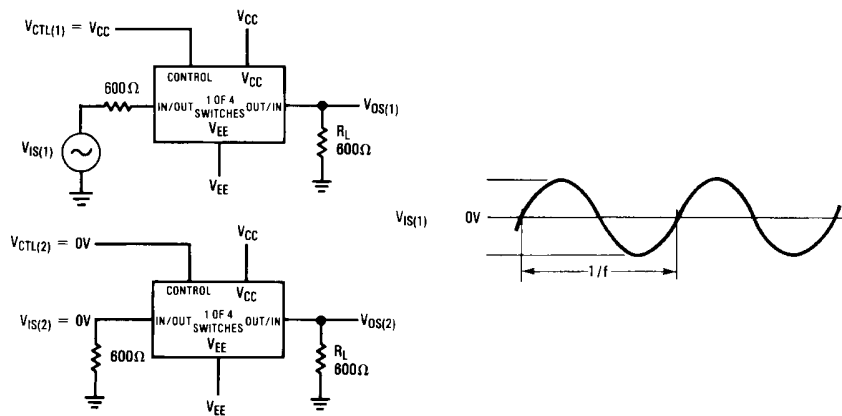 V_CTL(1) = V_CC
V_CC
CONTROL
V_CC
600Ω
IN/OUT 1 OF 4 SWITCHES OUT/IN
V_OS(1)
V_EE
R_L
600Ω
V_IS(1)
V_EE
V_CTL(2) = 0V
V_CC
CONTROL
V_CC
V_IS(2) = 0V
IN/OUT 1 OF 4 SWITCHES OUT/IN
V_OS(2)
600Ω
V_EE
R_L
600Ω
V_EE
V_IS(1)
0V
1/f